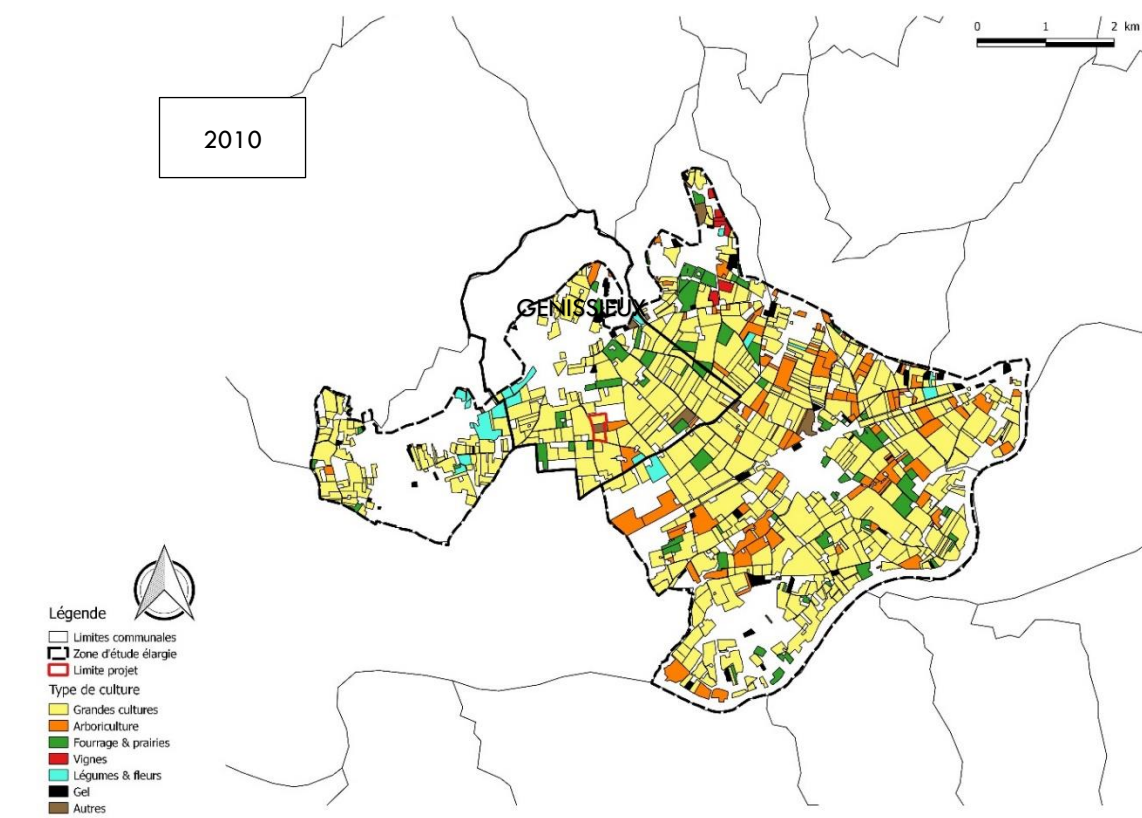 0 1 2 km
2010
GENISSIEUX
Légende
Limites communales
Zone d'étude élargie
Limite projet
Type de culture
Grandes cultures
Arboriculture
Fourrage & prairies
Vignes
Légumes & fleurs
Gel
Autres